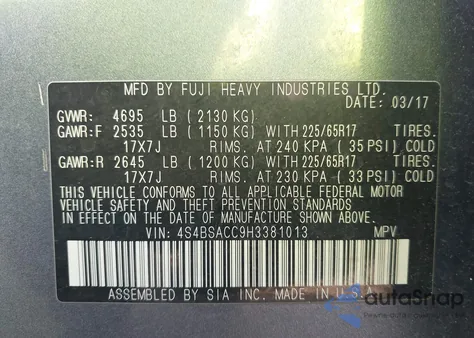 MFD BY FUJI HEAVY INDUSTRIES LTD.
DATE: 03/17
GVWR: 4695 LB (2130 KG)
GAWR:F 2535 LB (1150 KG) WITH 225/65R17 TIRES.
17X7J RIMS. AT 240 KPA (35 PSI) COLD
GAWR:R 2645 LB (1200 KG) WITH 225/65R17 TIRES.
17X7J RIMS. AT 230 KPA (33 PSI) COLD
THIS VEHICLE CONFORMS TO ALL APPLICABLE FEDERAL MOTOR
VEHICLE SAFETY AND THEFT PREVENTION STANDARDS
IN EFFECT ON THE DATE OF MANUFACTURE SHOWN ABOVE.
VIN: 4S4BSACC9H3381013 MPV
ASSEMBLED BY SIA INC. MADE IN U.S.A.
autoSnap